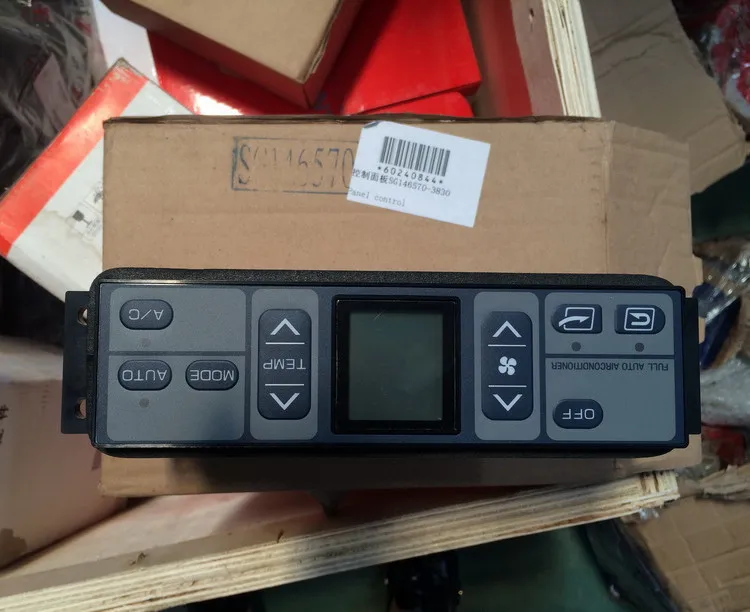 SG146570
*60240844*
控制面板SG146570-3830
Panel control
OFF
FULL AUTO AIRCONDITIONER
TEMP
MODE
AUTO
A/C